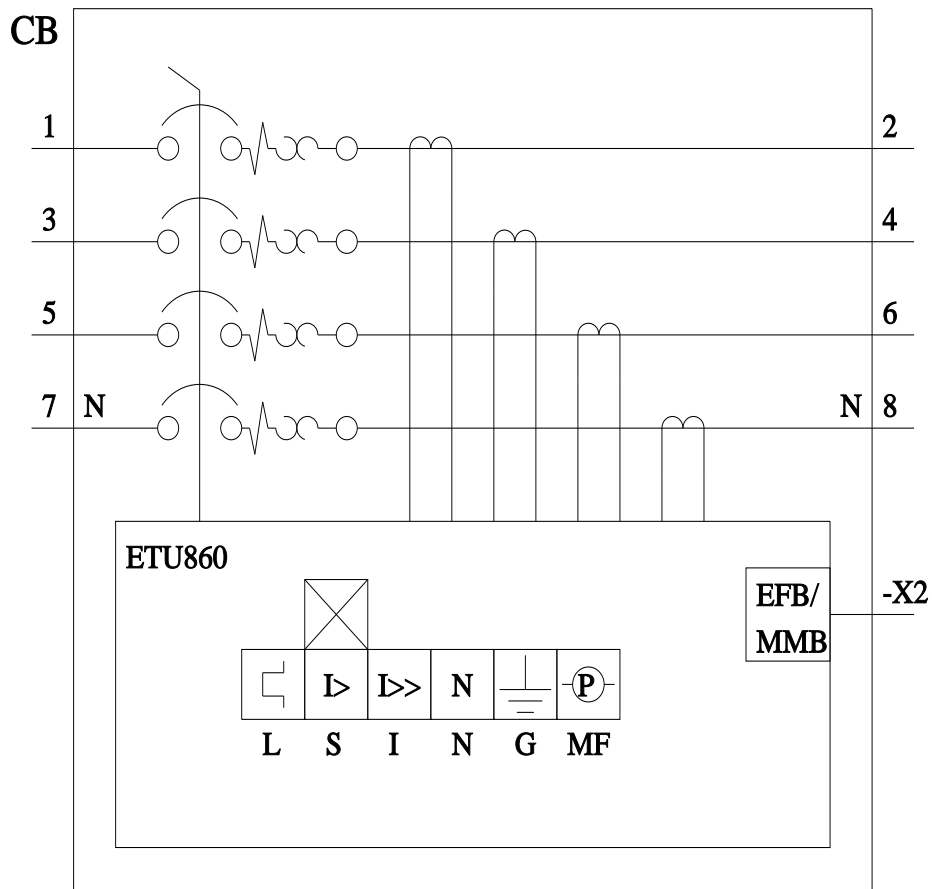 CB
1 2
3 4
5 6
7 N N 8
ETU860
EFB/ -X2
MMB
I> I>> N P
L S I N G MF